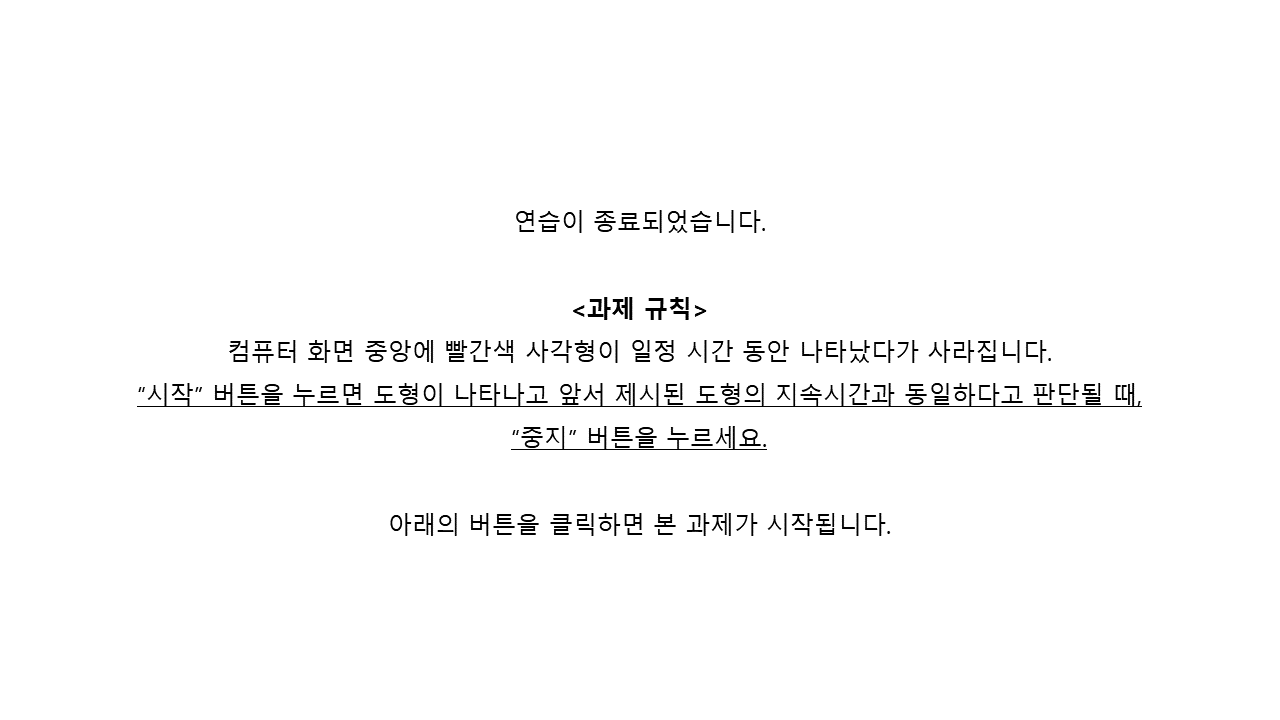 연습이 종료되었습니다.
<과제 규칙>
컴퓨터 화면 중앙에 빨간색 사각형이 일정 시간 동안 나타났다가 사라집니다.
“시작” 버튼을 누르면 도형이 나타나고 앞서 제시된 도형의 지속시간과 동일하다고 판단될 때,
“중지” 버튼을 누르세요.
아래의 버튼을 클릭하면 본 과제가 시작됩니다.